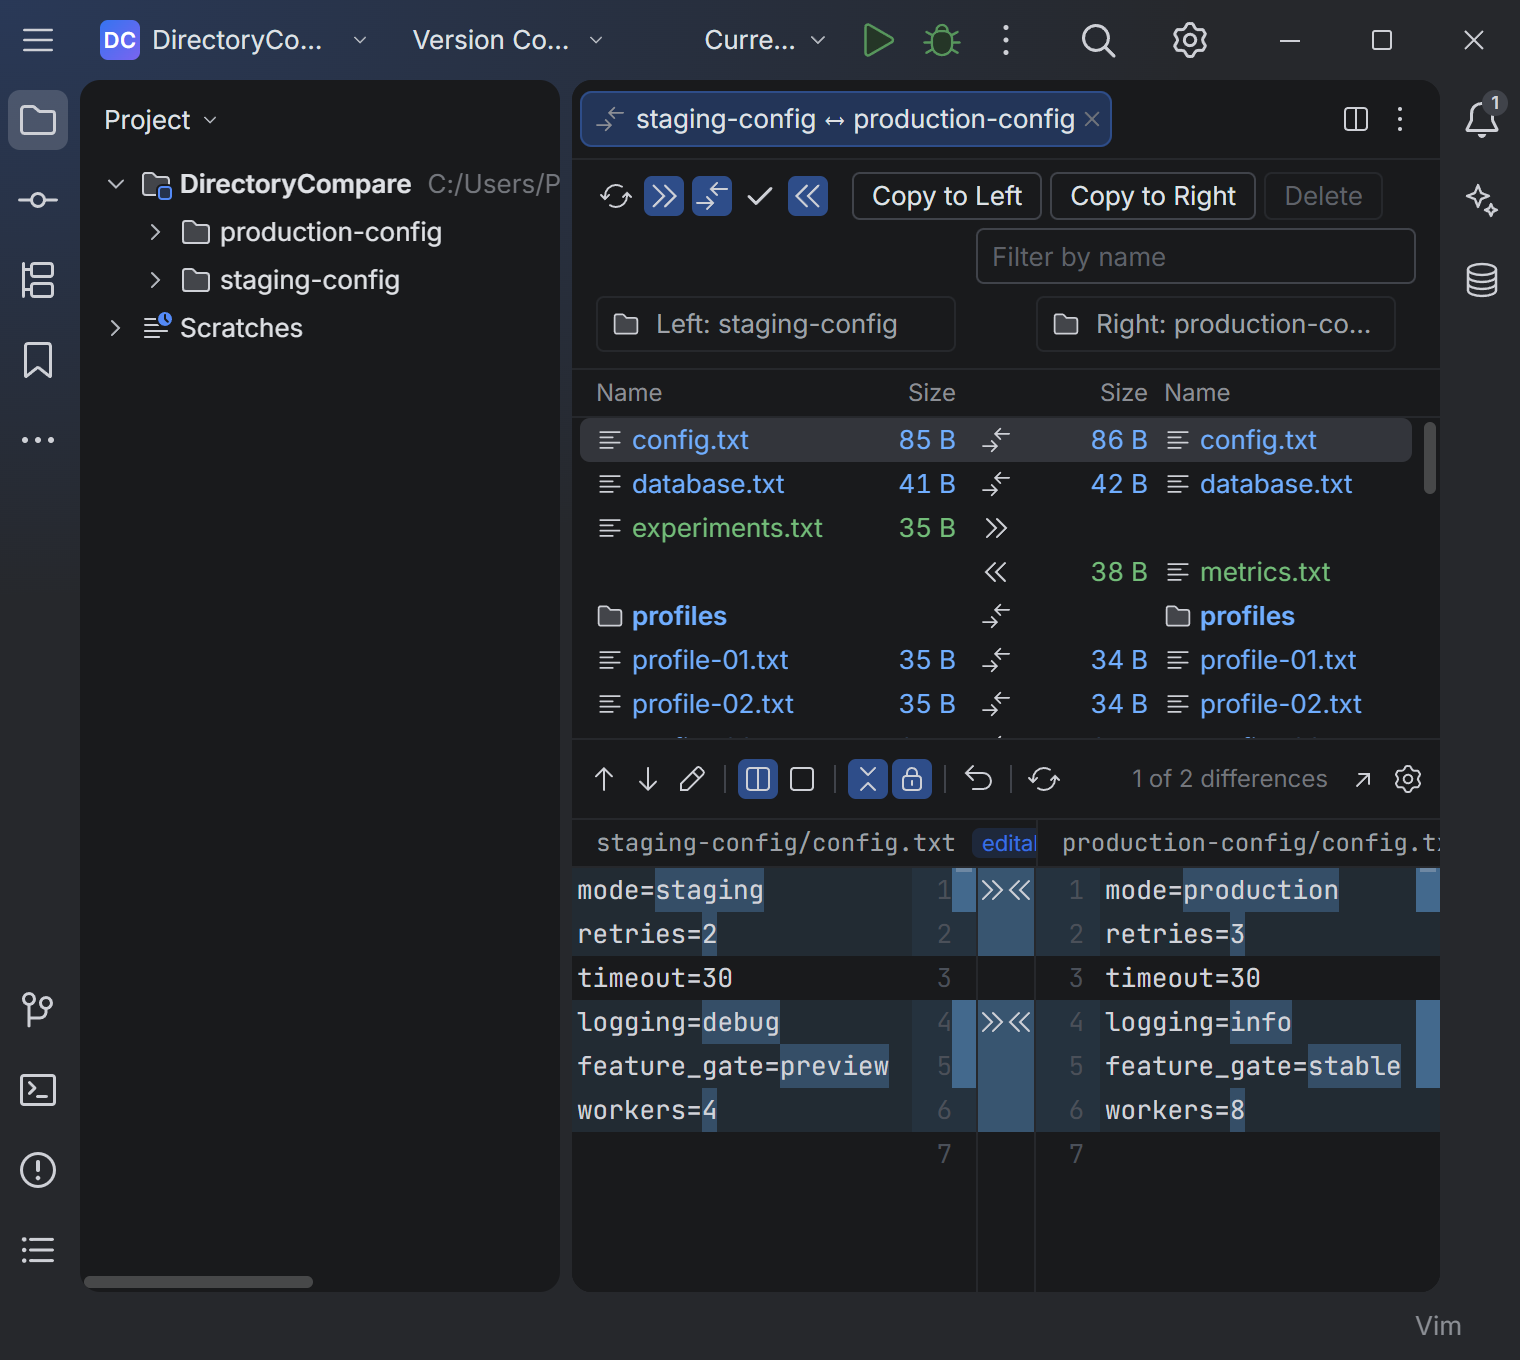 DC DirectoryCo... Version Co... Curre...
Project
DirectoryCompare C:/Users/P
production-config
staging-config
Scratches
staging-config ↔ production-config
1
Copy to Left Copy to Right Delete
Filter by name
Left: staging-config Right: production-co...
Name Size Size Name
config.txt 85 B 86 B config.txt
database.txt 41 B 42 B database.txt
experiments.txt 35 B
38 B metrics.txt
profiles profiles
profile-01.txt 35 B 34 B profile-01.txt
profile-02.txt 35 B 34 B profile-02.txt
1 of 2 differences
staging-config/config.txt edita production-config/config.t
mode=staging 1 1 mode=production
retries=2 2 2 retries=3
timeout=30 3 3 timeout=30
logging=debug 4 4 logging=info
feature_gate=preview 5 5 feature_gate=stable
workers=4 6 6 workers=8
7 7
Vim